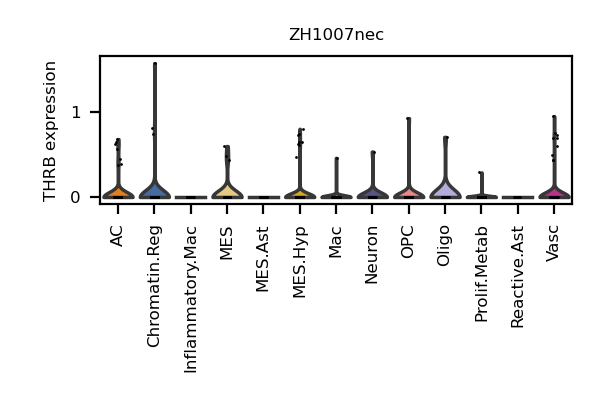 ZH1007nec
THRB expression
1
0
AC
Chromatin.Reg
Inflammatory.Mac
MES
MES.Ast
MES.Hyp
Mac
Neuron
OPC
Oligo
Prolif.Metab
Reactive.Ast
Vasc